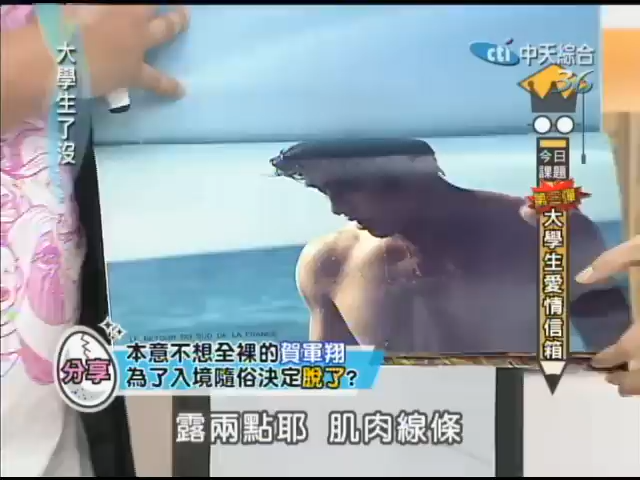 大學生了沒
cti 中天綜合
36
今日
課題
第三彈
大學生愛情信箱
LE RETOUR DU SUD DE LA FRANCE
分享
本意不想全裸的賀軍翔
為了入境隨俗決定脫了?
露兩點耶 肌肉線條